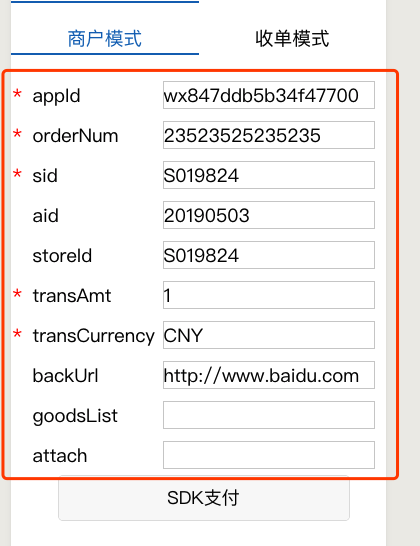 商户模式 收单模式
* appId wx847ddb5b34f47700
* orderNum 23523525235235
* sid S019824
aid 20190503
storeId S019824
* transAmt 1
* transCurrency CNY
backUrl http://www.baidu.com
goodsList
attach
SDK支付